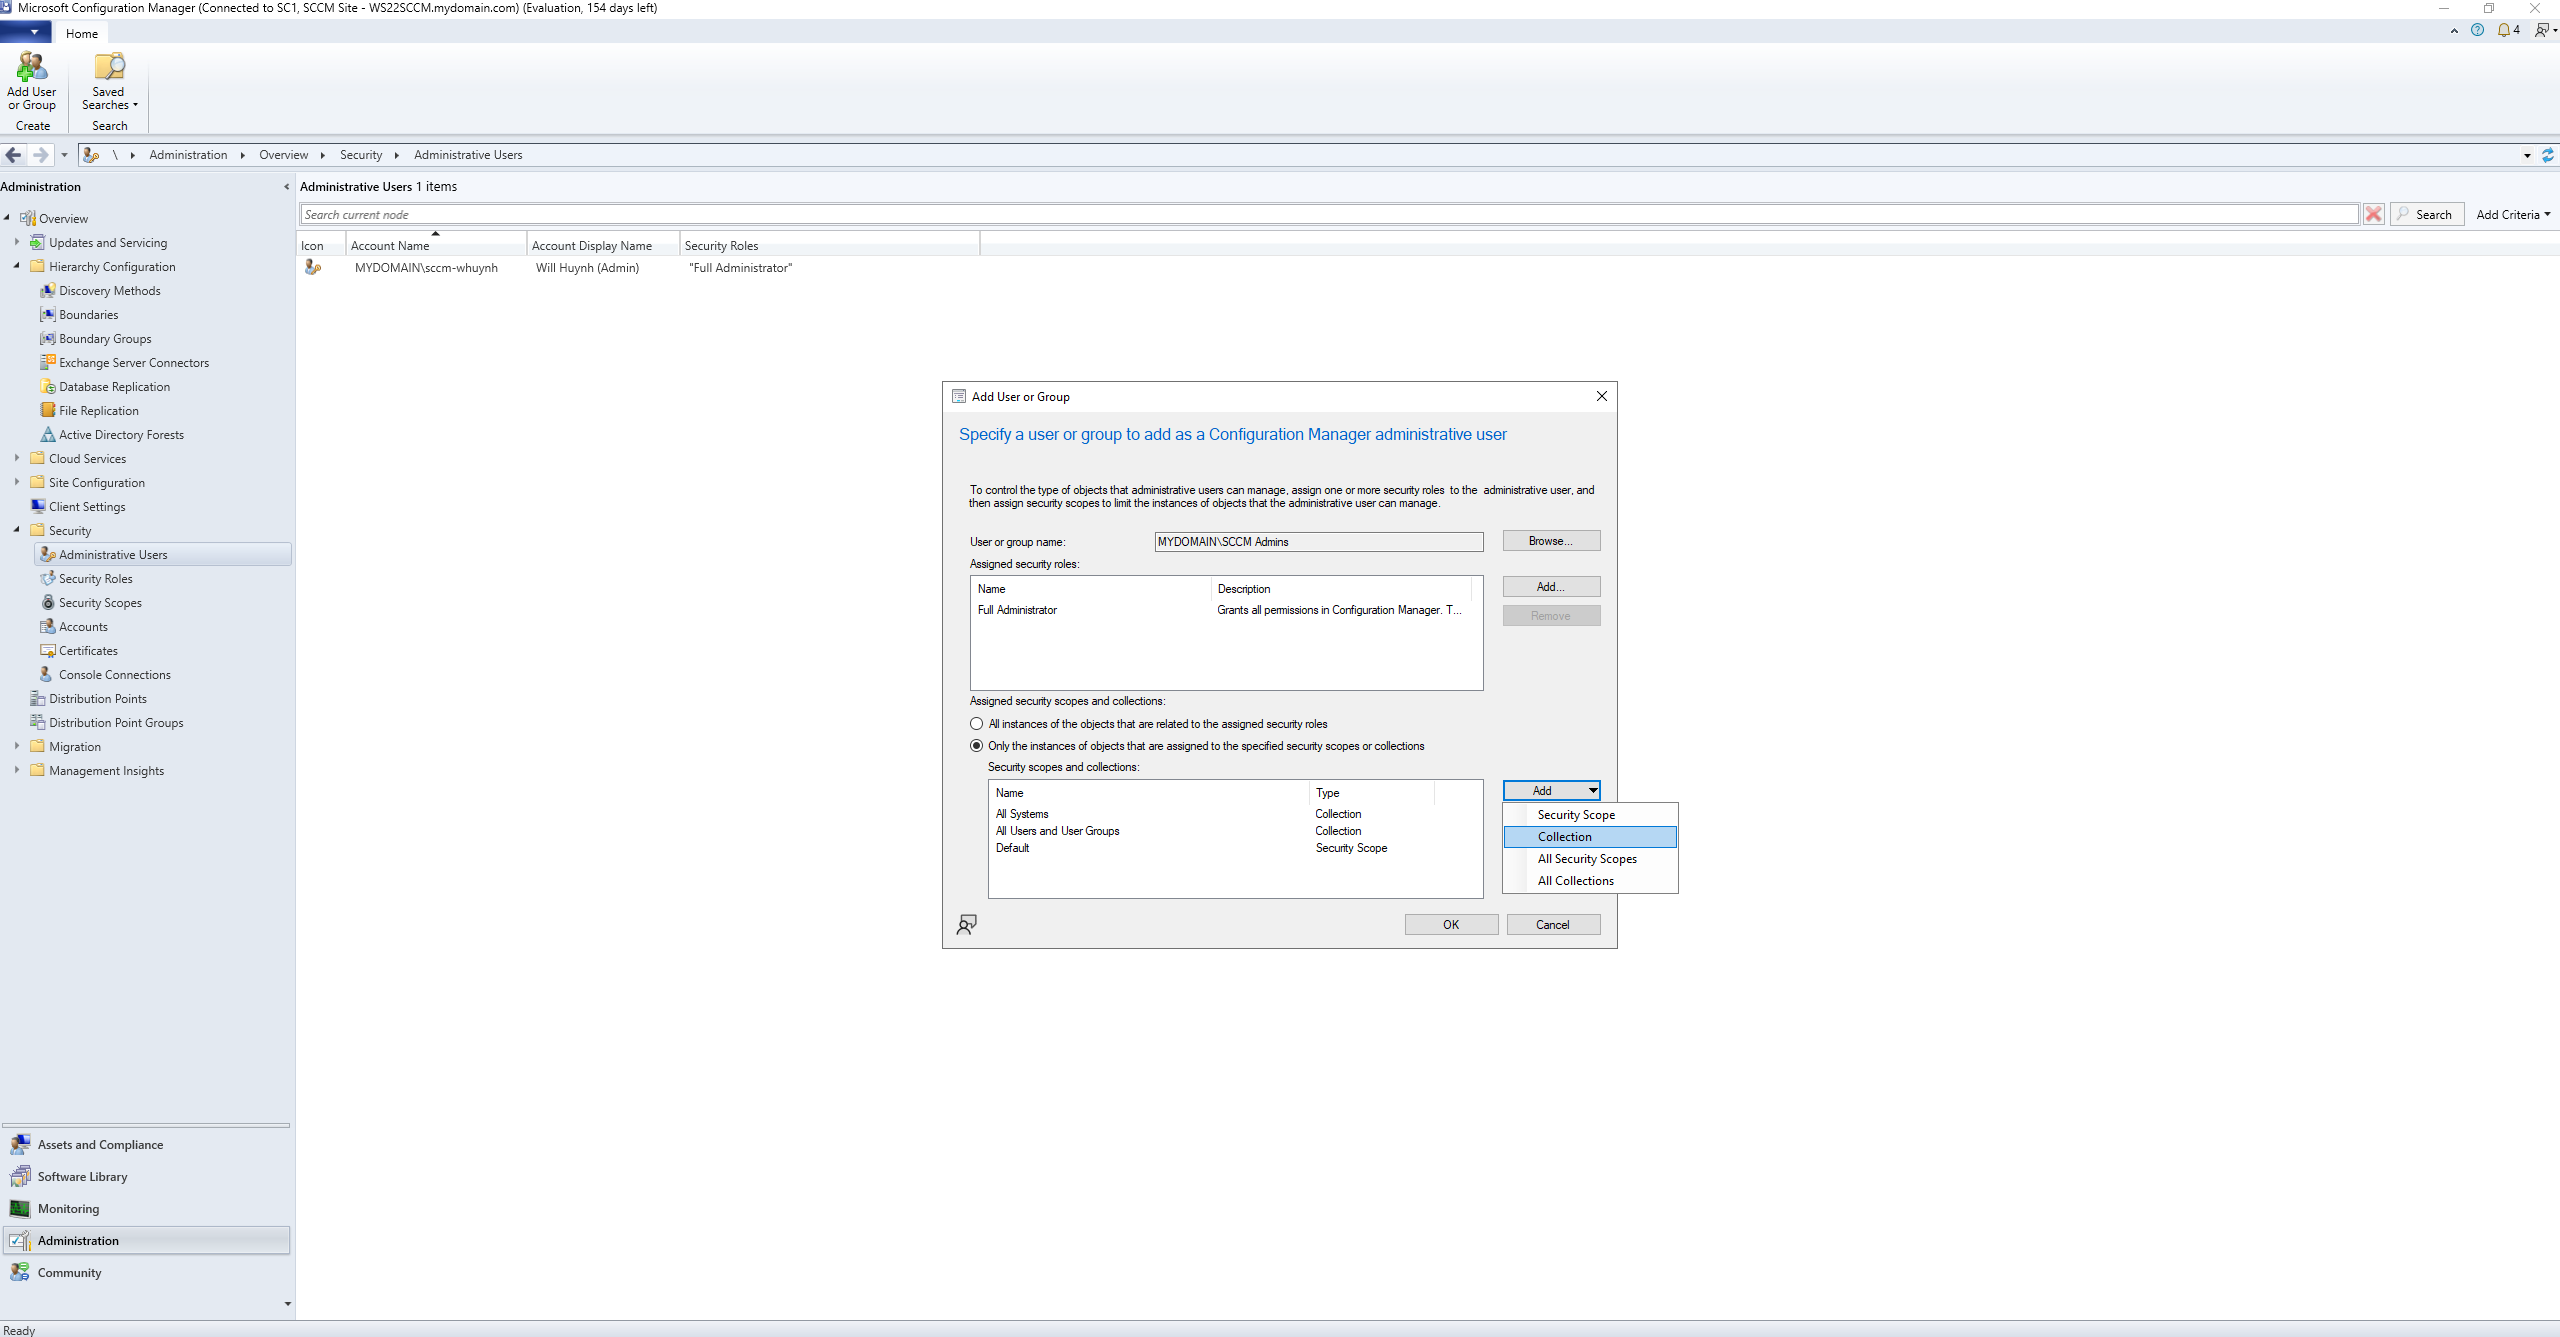 Microsoft Configuration Manager (Connected to SC1, SCCM Site - WS22SCCM.mydomain.com) (Evaluation, 154 days left)
Home
4
Add User
or Group
Saved
Searches
Create
Search
\ Administration Overview Security Administrative Users
Administration
Overview
Updates and Servicing
Hierarchy Configuration
Discovery Methods
Boundaries
Boundary Groups
Exchange Server Connectors
Database Replication
File Replication
Active Directory Forests
Cloud Services
Site Configuration
Client Settings
Security
Administrative Users
Security Roles
Security Scopes
Accounts
Certificates
Console Connections
Distribution Points
Distribution Point Groups
Migration
Management Insights
Assets and Compliance
Software Library
Monitoring
Administration
Community
Administrative Users 1 items
Search current node
Search
Add Criteria
Icon Account Name Account Display Name Security Roles
MYDOMAIN\sccm-whuynh Will Huynh (Admin) "Full Administrator"
Add User or Group
Specify a user or group to add as a Configuration Manager administrative user
To control the type of objects that administrative users can manage, assign one or more security roles to the administrative user, and
then assign security scopes to limit the instances of objects that the administrative user can manage.
User or group name: MYDOMAIN\SCCM Admins Browse...
Assigned security roles:
Name Description
Full Administrator Grants all permissions in Configuration Manager. T...
Add...
Remove
Assigned security scopes and collections:
All instances of the objects that are related to the assigned security roles
Only the instances of objects that are assigned to the specified security scopes or collections
Security scopes and collections:
Name Type
All Systems Collection
All Users and User Groups Collection
Default Security Scope
Add
Security Scope
Collection
All Security Scopes
All Collections
OK
Cancel
Ready